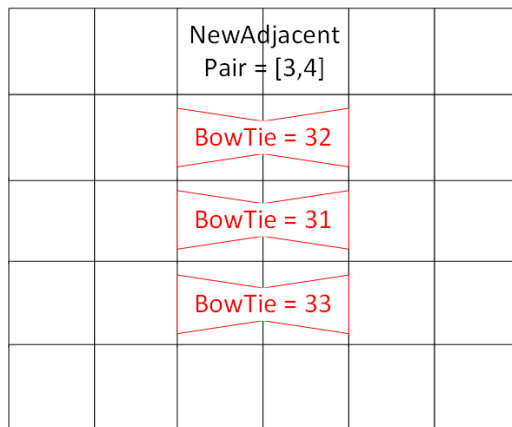 NewAdjacent
Pair = [3,4]
BowTie = 32
BowTie = 31
BowTie = 33